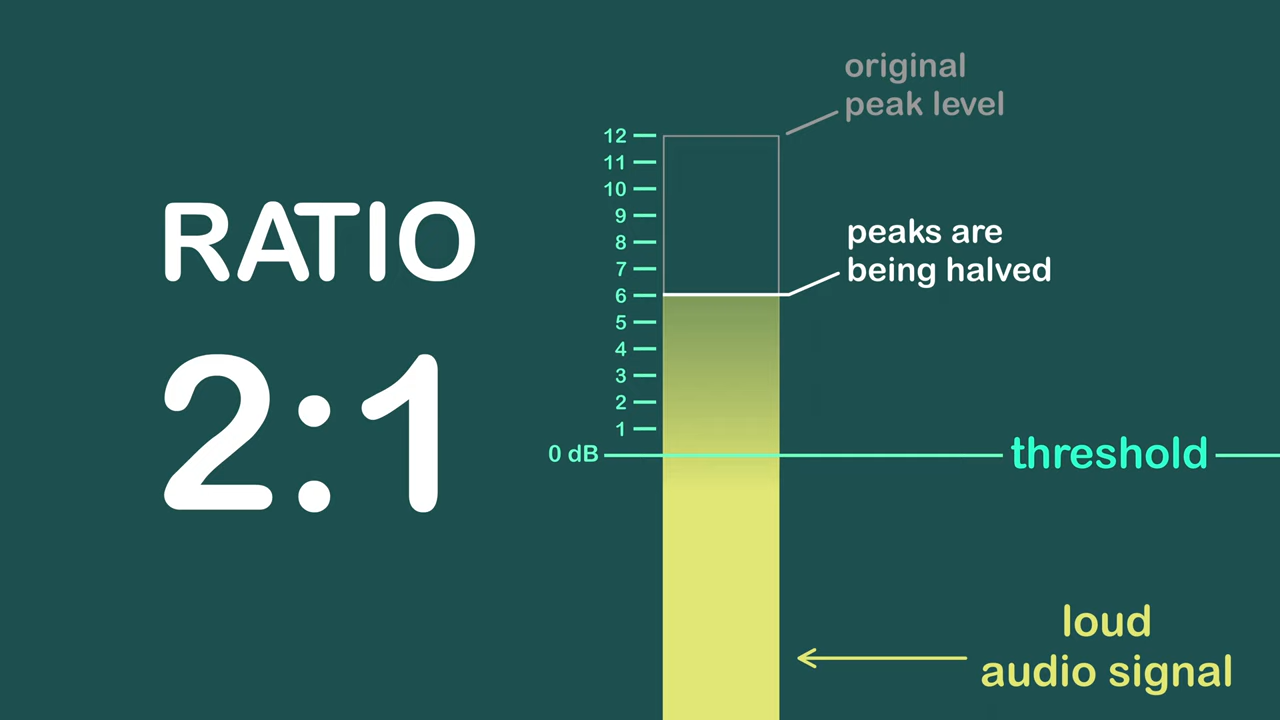 RATIO
2:1
original
peak level
12
11
10
9
8
7
6
5
4
3
2
1
0 dB
peaks are
being halved
threshold
loud
audio signal